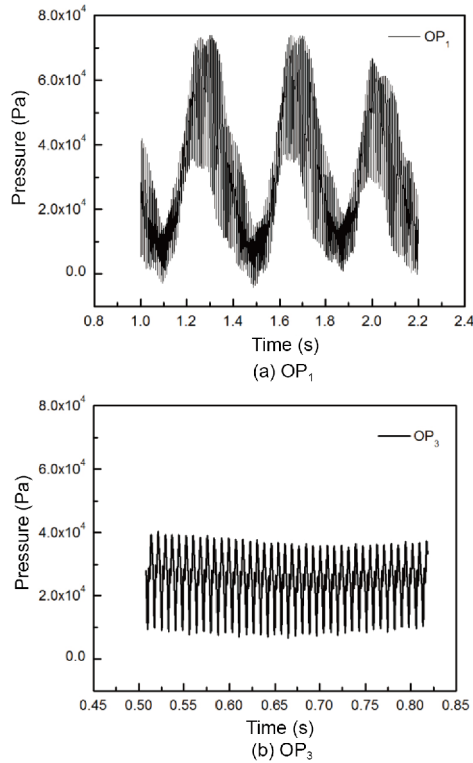 8.0x10⁴
6.0x10⁴
4.0x10⁴
2.0x10⁴
0.0
Pressure (Pa)
OP₁
0.8 1.0 1.2 1.4 1.6 1.8 2.0 2.2 2.4
Time (s)
(a) OP₁
8.0x10⁴
6.0x10⁴
4.0x10⁴
2.0x10⁴
0.0
Pressure (Pa)
OP₃
0.45 0.50 0.55 0.60 0.65 0.70 0.75 0.80 0.85
Time (s)
(b) OP₃